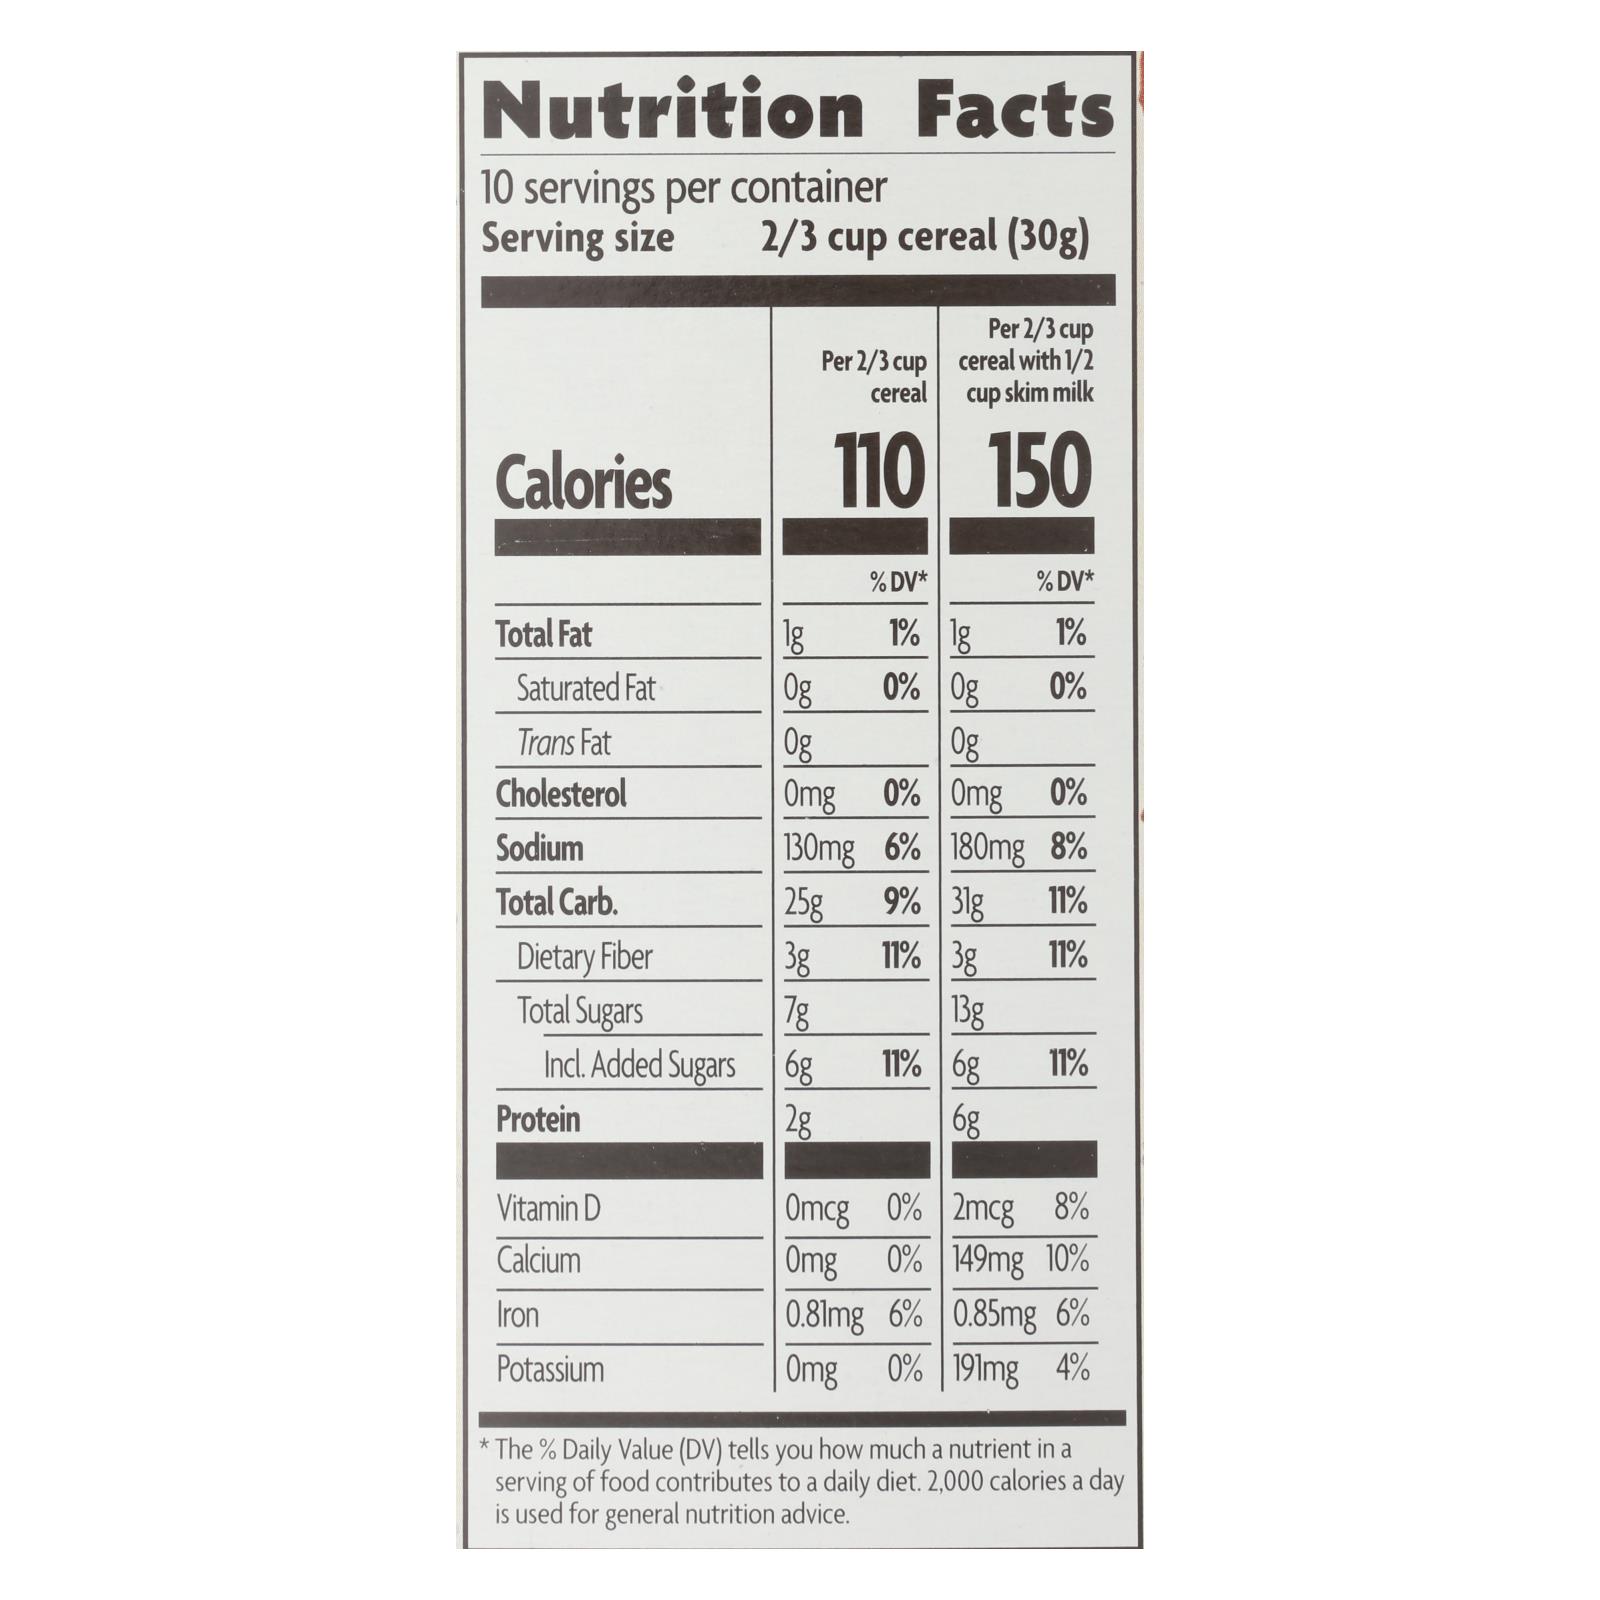 Nutrition Facts
10 servings per container
Serving size 2/3 cup cereal (30g)
Per 2/3 cup cereal
Per 2/3 cup cereal with 1/2 cup skim milk
Calories 110 150
% DV* % DV*
Total Fat 1g 1% 1g 1%
Saturated Fat 0g 0% 0g 0%
Trans Fat 0g 0g
Cholesterol 0mg 0% 0mg 0%
Sodium 130mg 6% 180mg 8%
Total Carb. 25g 9% 31g 11%
Dietary Fiber 3g 11% 3g 11%
Total Sugars 7g 13g
Incl. Added Sugars 6g 11% 6g 11%
Protein 2g 6g
Vitamin D 0mcg 0% 2mcg 8%
Calcium 0mg 0% 149mg 10%
Iron 0.81mg 6% 0.85mg 6%
Potassium 0mg 0% 191mg 4%
* The % Daily Value (DV) tells you how much a nutrient in a
serving of food contributes to a daily diet. 2,000 calories a day
is used for general nutrition advice.